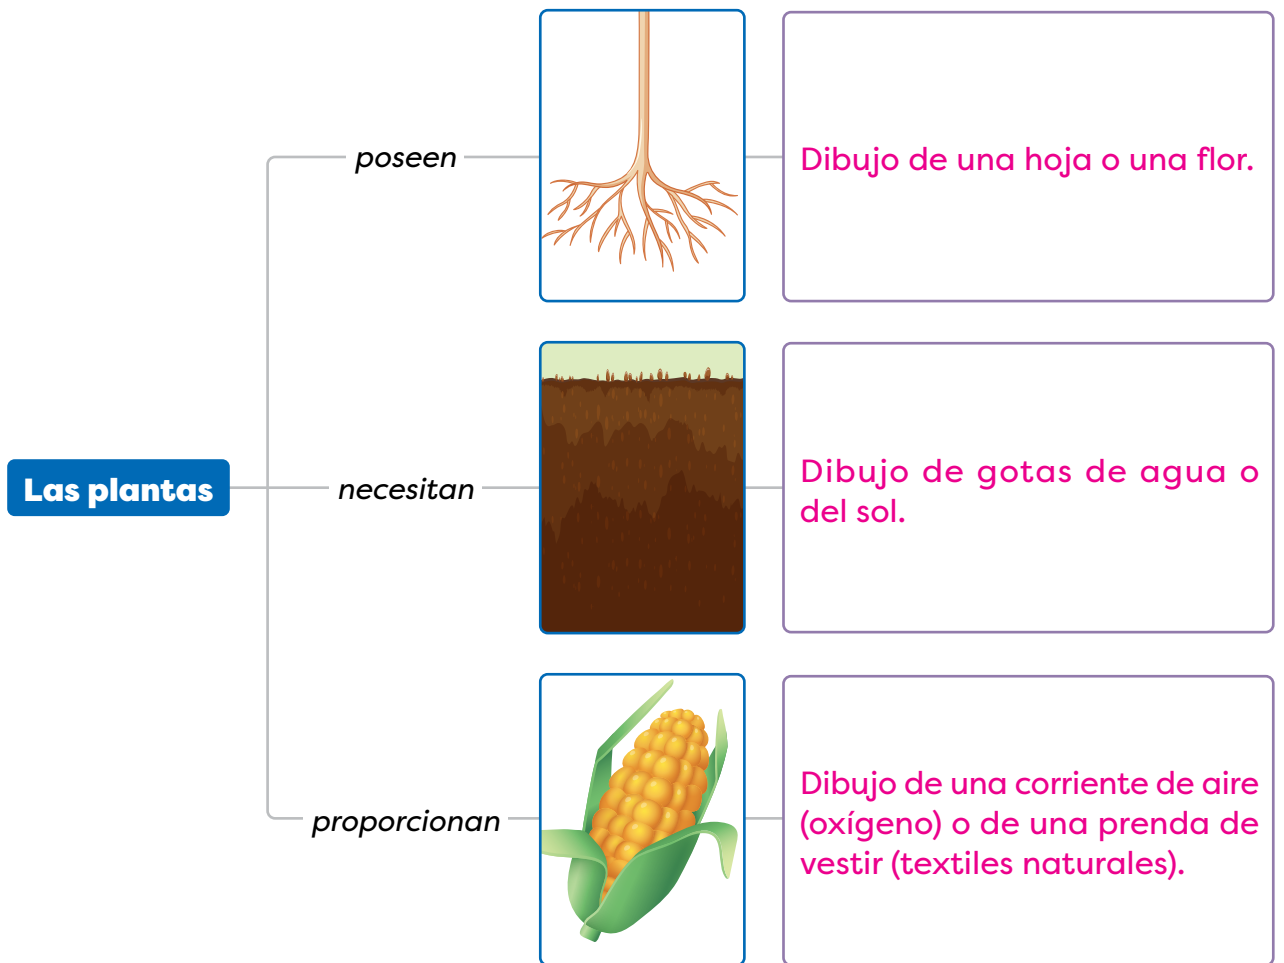 poseen
Dibujo de una hoja o una flor.
Las plantas
necesitan
Dibujo de gotas de agua o
del sol.
proporcionan
Dibujo de una corriente de aire
(oxígeno) o de una prenda de
vestir (textiles naturales).